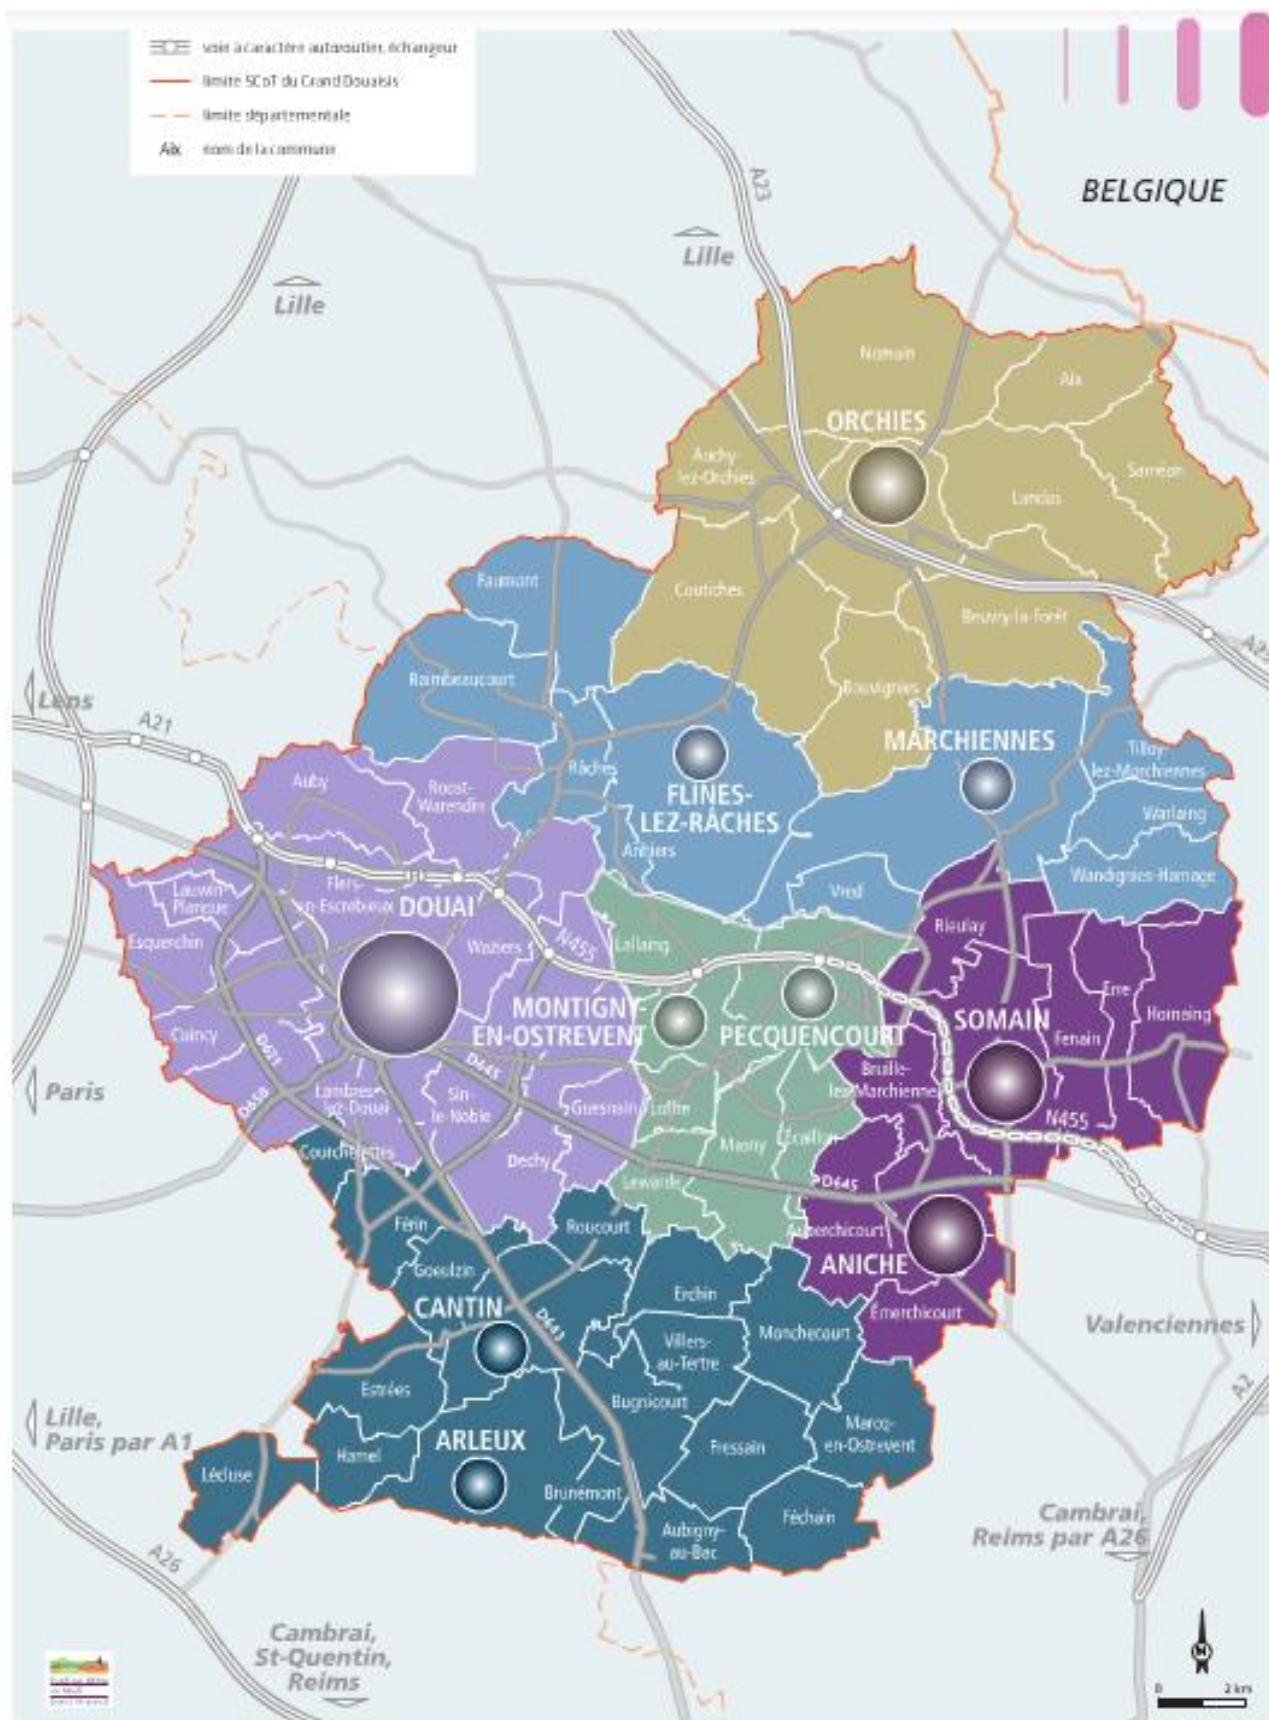 voie à caractère autoroutier, échangeur
limite SCoT du Grand Douaisis
limite départementale
Aix nom de la commune
BELGIQUE
A23
Lille
Lille
Nomain
Aix
ORCHIES
Auchy-
lez-Orchies
Saméon
Landas
Faumont
Coutiches
Beuvry-la-Forêt
A23
Raimbeaucourt
Bouvignies
Lens
A21
MARCHIENNES
Tilloy-
lez-Marchiennes
Râches
Auby
Roost-
Warendin
FLINES-
LEZ-RÂCHES
Warlaing
Anhiers
Wandignies-Hamage
Vred
Lauwin-
Planque
Flers-
en-Escrebieux
DOUAI
Esquerchin
Waziers
N455
Lallaing
Rieulay
Erre
Hornaing
MONTIGNY-
EN-OSTREVENT
PECQUENCOURT
SOMAIN
Fenain
Cuincy
D621
D445
Bruille-
lez-Marchiennes
Paris
D658
Lambres-
lez-Douai
Sin-
le-Noble
Guesnain
Loffre
N455
Masny
Écaillon
Courchelettes
Dechy
Lewarde
D645
Férin
Roucourt
Auberchicourt
ANICHE
Goeulzin
Erchin
Émerchicourt
CANTIN
D643
Monchecourt
Valenciennes
Villers-
au-Tertre
Estrées
Bugnicourt
A2
Lille,
Paris par A1
Marcq-
en-Ostrevent
ARLEUX
Fressain
Hamel
Lécluse
Brunémont
Cambrai,
Reims par A26
Féchain
Aubigny-
au-Bac
A26
Cambrai,
St-Quentin,
Reims
N
0 2 km